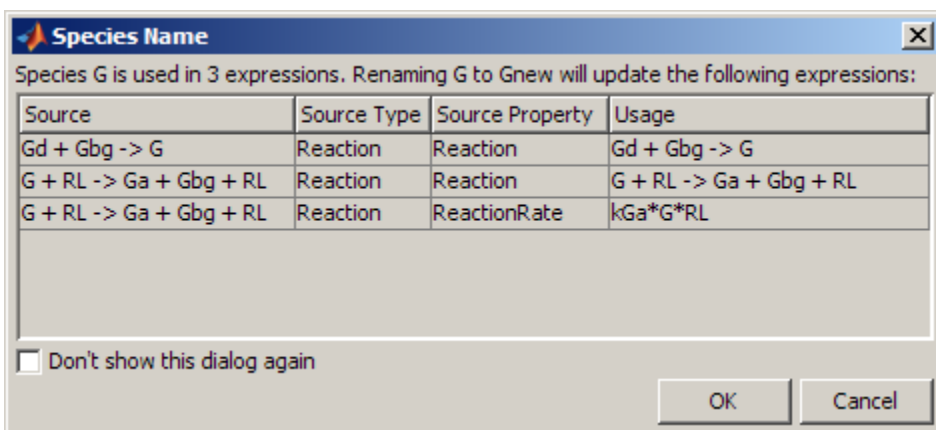 Species Name
Species G is used in 3 expressions. Renaming G to Gnew will update the following expressions:
Source Source Type Source Property Usage
Gd + Gbg -> G Reaction Reaction Gd + Gbg -> G
G + RL -> Ga + Gbg + RL Reaction Reaction G + RL -> Ga + Gbg + RL
G + RL -> Ga + Gbg + RL Reaction ReactionRate kGa*G*RL
Don't show this dialog again
OK Cancel